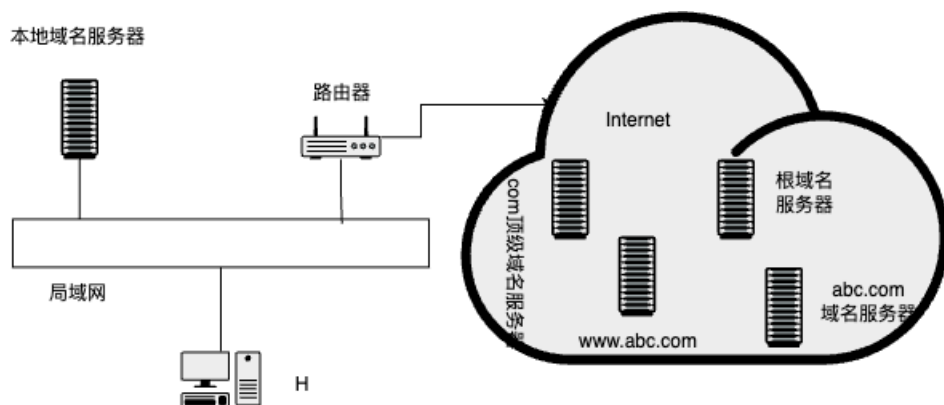 本地域名服务器
路由器
Internet
com顶级域名服务器
根域名
服务器
abc.com
域名服务器
www.abc.com
局域网
H